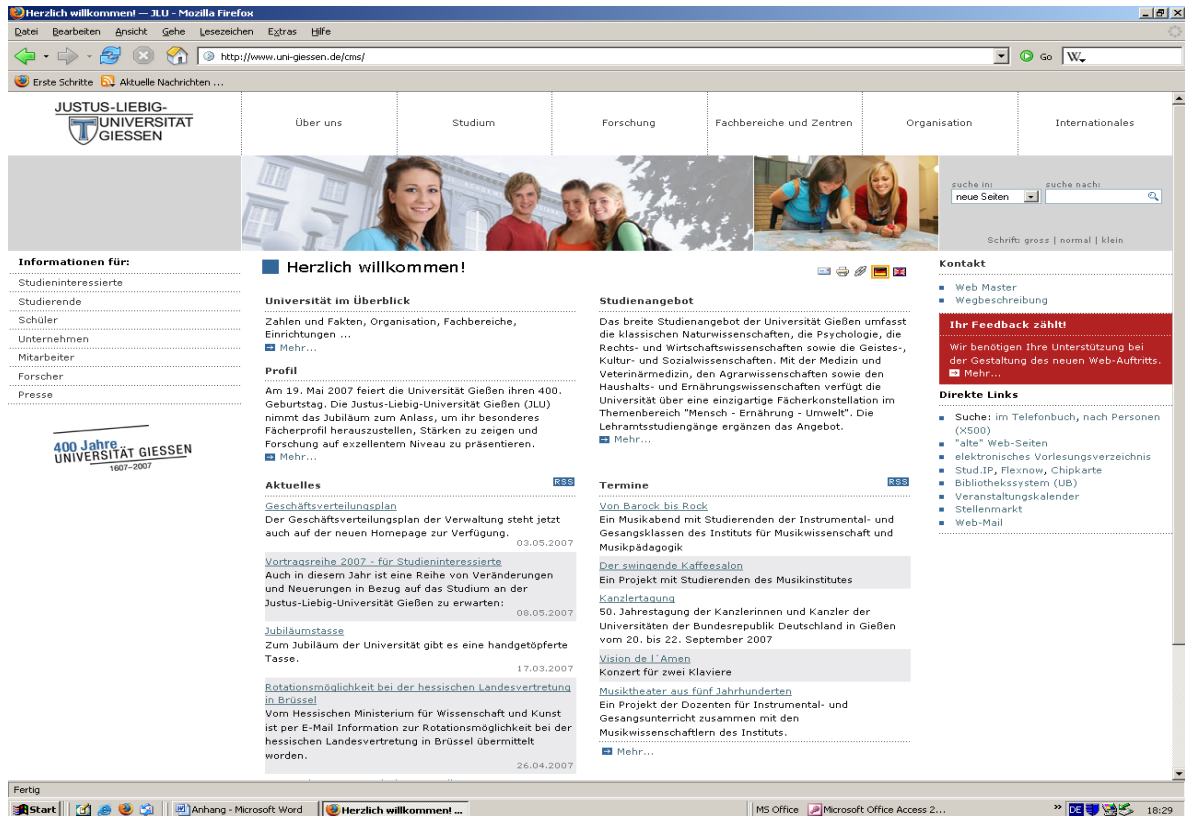 Herzlich willkommen! — JLU - Mozilla Firefox
Datei Bearbeiten Ansicht Gehe Lesezeichen Extras Hilfe
http://www.uni-giessen.de/cms/
Go
W.
Erste Schritte Aktuelle Nachrichten ...
JUSTUS-LIEBIG-
UNIVERSITÄT
GIESSEN
Über uns
Studium
Forschung
Fachbereiche und Zentren
Organisation
Internationales
suche in: suche nach:
neue Seiten
Schrift: gross | normal | klein
Informationen für:
Studieninteressierte
Studierende
Schüler
Unternehmen
Mitarbeiter
Forscher
Presse
400 Jahre
UNIVERSITÄT GIESSEN
1607–2007
Herzlich willkommen!
Universität im Überblick
Zahlen und Fakten, Organisation, Fachbereiche,
Einrichtungen ...
Mehr...
Profil
Am 19. Mai 2007 feiert die Universität Gießen ihren 400.
Geburtstag. Die Justus-Liebig-Universität Gießen (JLU)
nimmt das Jubiläum zum Anlass, um ihr besonderes
Fächerprofil herauszustellen, Stärken zu zeigen und
Forschung auf exzellentem Niveau zu präsentieren.
Mehr...
Studienangebot
Das breite Studienangebot der Universität Gießen umfasst
die klassischen Naturwissenschaften, die Psychologie, die
Rechts- und Wirtschaftswissenschaften sowie die Geistes-,
Kultur- und Sozialwissenschaften. Mit der Medizin und
Veterinärmedizin, den Agrarwissenschaften sowie den
Haushalts- und Ernährungswissenschaften verfügt die
Universität über eine einzigartige Fächerkonstellation im
Themenbereich "Mensch - Ernährung - Umwelt". Die
Lehramtsstudiengänge ergänzen das Angebot.
Mehr...
Aktuelles
RSS
Geschäftsverteilungsplan
Der Geschäftsverteilungsplan der Verwaltung steht jetzt
auch auf der neuen Homepage zur Verfügung.
03.05.2007
Vortragsreihe 2007 - für Studieninteressierte
Auch in diesem Jahr ist eine Reihe von Veränderungen
und Neuerungen in Bezug auf das Studium an der
Justus-Liebig-Universität Gießen zu erwarten:
08.05.2007
Jubiläumstasse
Zum Jubiläum der Universität gibt es eine handgetöpferte
Tasse.
17.03.2007
Rotationsmöglichkeit bei der hessischen Landesvertretung
in Brüssel
Vom Hessischen Ministerium für Wissenschaft und Kunst
ist per E-Mail Information zur Rotationsmöglichkeit bei der
hessischen Landesvertretung in Brüssel übermittelt
worden.
26.04.2007
Termine
RSS
Von Barock bis Rock
Ein Musikabend mit Studierenden der Instrumental- und
Gesangsklassen des Instituts für Musikwissenschaft und
Musikpädagogik
Der swingende Kaffeesalon
Ein Projekt mit Studierenden des Musikinstitutes
Kanzlertagung
50. Jahrestagung der Kanzlerinnen und Kanzler der
Universitäten der Bundesrepublik Deutschland in Gießen
vom 20. bis 22. September 2007
Vision de l´Amen
Konzert für zwei Klaviere
Musiktheater aus fünf Jahrhunderten
Ein Projekt der Dozenten für Instrumental- und
Gesangsunterricht zusammen mit den
Musikwissenschaftlern des Instituts.
Mehr...
Kontakt
Web Master
Wegbeschreibung
Ihr Feedback zählt!
Wir benötigen Ihre Unterstützung bei
der Gestaltung des neuen Web-Auftritts.
Mehr...
Direkte Links
Suche: im Telefonbuch, nach Personen
(X500)
"alte" Web-Seiten
elektronisches Vorlesungsverzeichnis
Stud.IP, Flexnow, Chipkarte
Bibliothekssystem (UB)
Veranstaltungskalender
Stellenmarkt
Web-Mail
Fertig
Start
Anhang - Microsoft Word
Herzlich willkommen! ...
MS Office
Microsoft Office Access 2...
»
DE
18:29